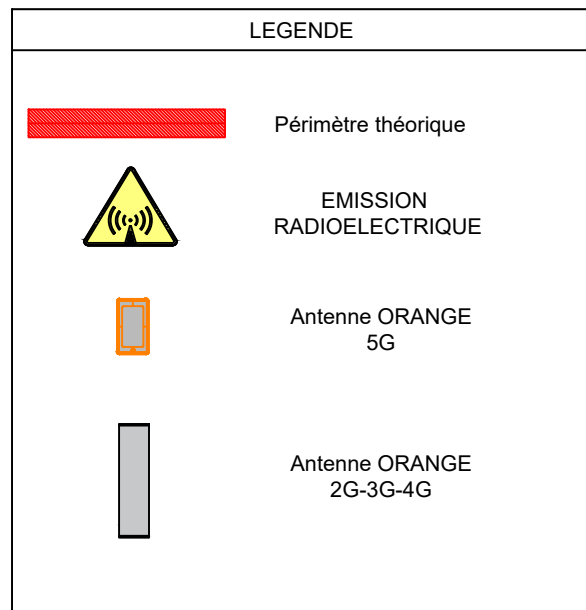 LEGENDE
Périmètre théorique
EMISSION
RADIOELECTRIQUE
Antenne ORANGE
5G
Antenne ORANGE
2G-3G-4G